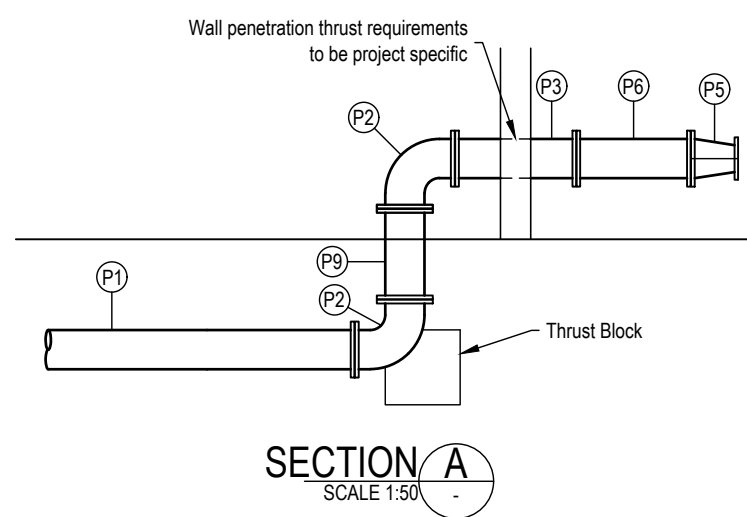 Wall penetration thrust requirements
to be project specific
P3
P6
P5
P2
P9
P1
P2
Thrust Block
SECTION A
SCALE 1:50 -